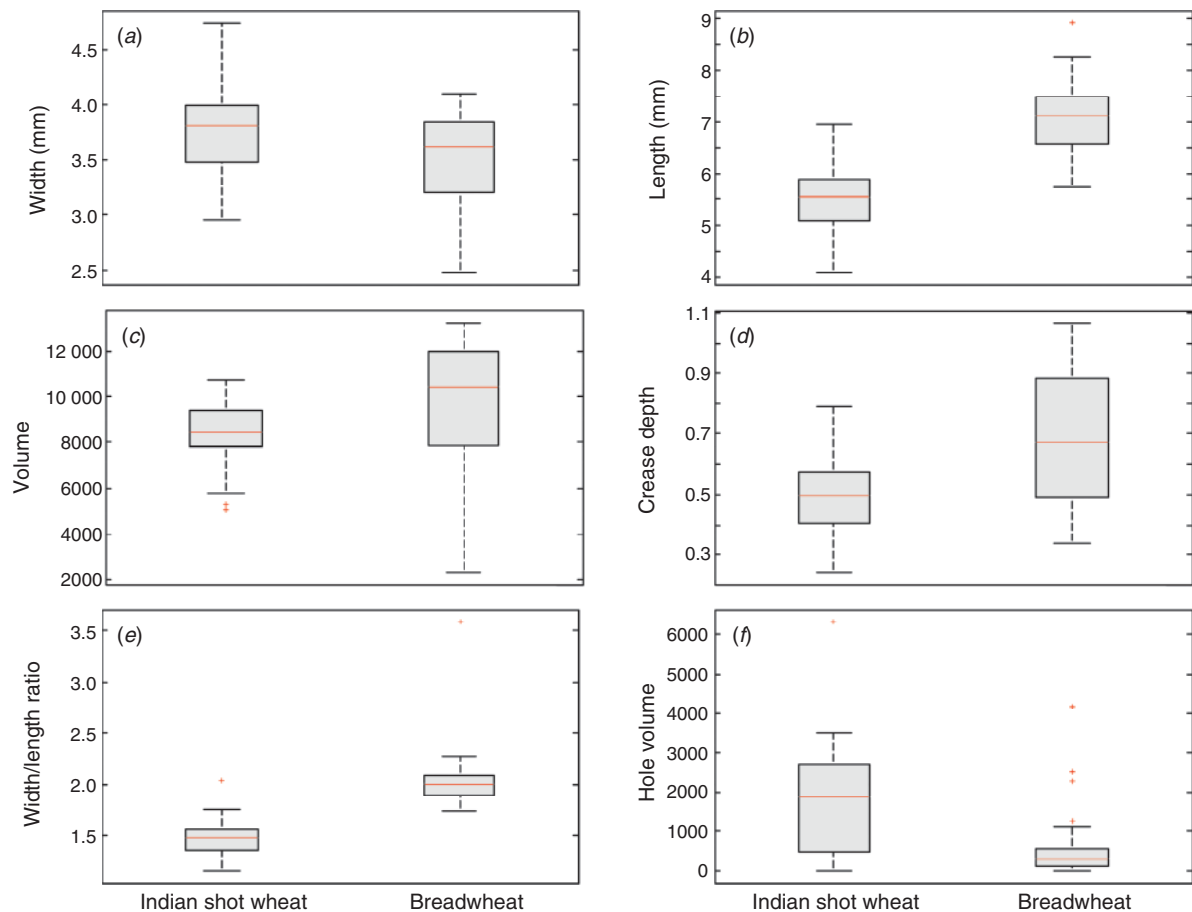 (a)
Width (mm)
4.5
4.0
3.5
3.0
2.5
(b)
Length (mm)
9
8
7
6
5
4
(c)
Volume
12 000
10 000
8000
6000
4000
2000
(d)
Crease depth
1.1
0.9
0.7
0.5
0.3
(e)
Width/length ratio
3.5
3.0
2.5
2.0
1.5
Indian shot wheat
Breadwheat
(f)
Hole volume
6000
5000
4000
3000
2000
1000
0
Indian shot wheat
Breadwheat